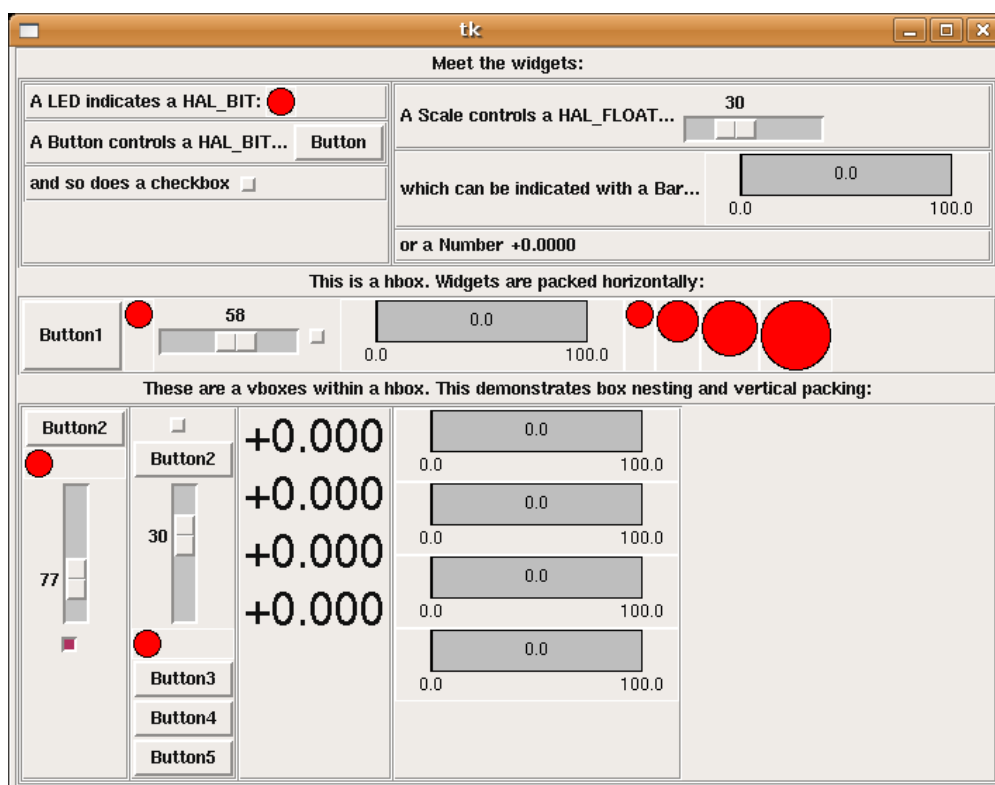 tk
Meet the widgets:
A LED indicates a HAL_BIT:
A Button controls a HAL_BIT... Button
and so does a checkbox
A Scale controls a HAL_FLOAT... 30
which can be indicated with a Bar... 0.0
0.0 100.0
or a Number +0.0000
This is a hbox. Widgets are packed horizontally:
Button1 58 0.0
0.0 100.0
These are a vboxes within a hbox. This demonstrates box nesting and vertical packing:
Button2
77
Button2
30
Button3
Button4
Button5
+0.000
+0.000
+0.000
+0.000
0.0
0.0 100.0
0.0
0.0 100.0
0.0
0.0 100.0
0.0
0.0 100.0